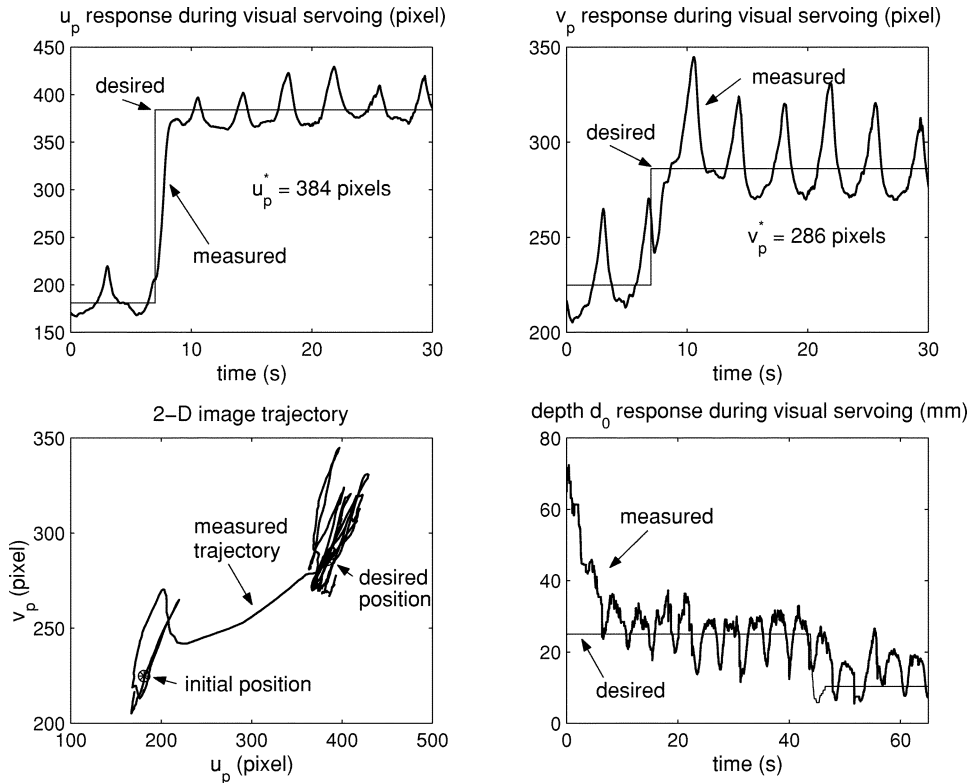 u_p response during visual servoing (pixel)
450
400
350
300
250
200
150
0
10
20
30
time (s)
desired
measured
u_p^* = 384 pixels
v_p response during visual servoing (pixel)
350
300
250
200
0
10
20
30
time (s)
measured
desired
v_p^* = 286 pixels
2−D image trajectory
350
300
250
200
100
200
300
400
500
v_p (pixel)
u_p (pixel)
measured
trajectory
desired
position
initial position
depth d_0 response during visual servoing (mm)
80
60
40
20
0
0
20
40
60
time (s)
measured
desired